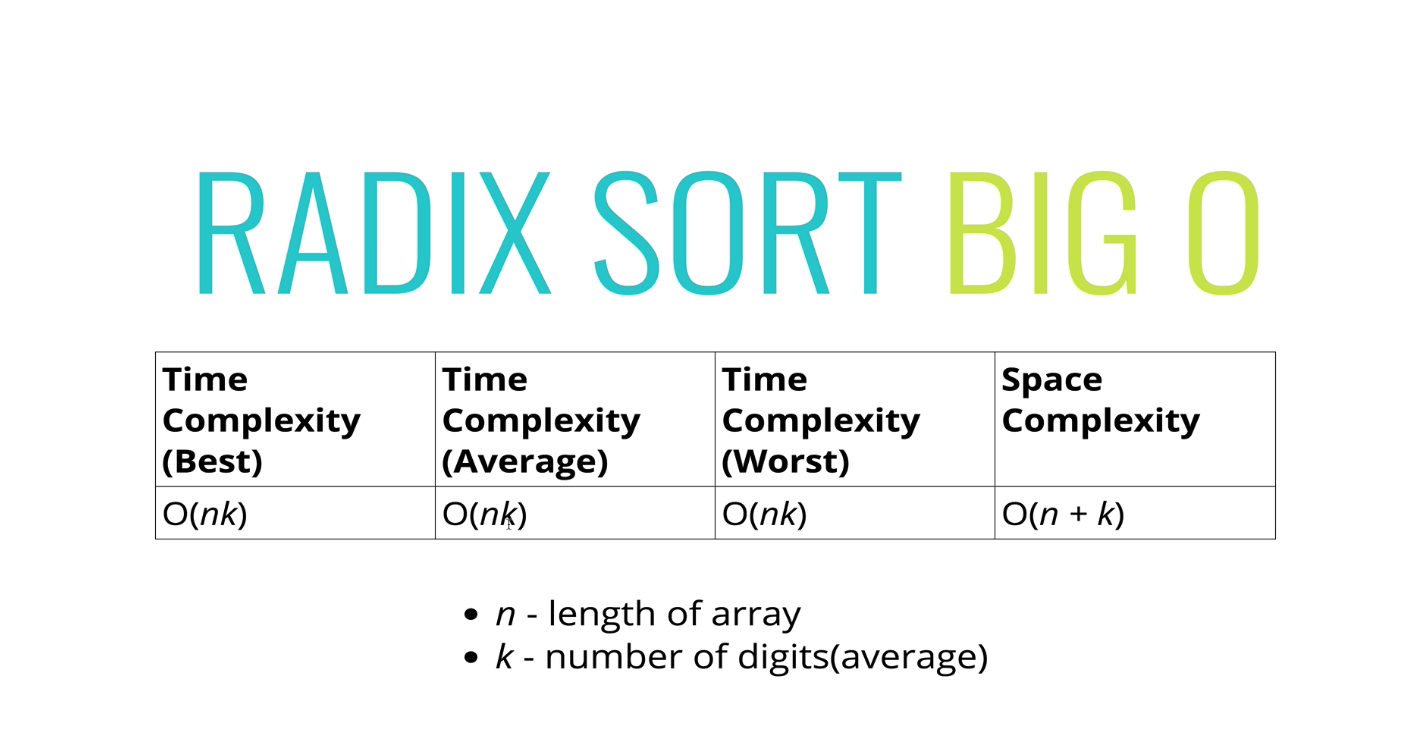 RADIX SORT BIG O
Time Complexity (Best)
Time Complexity (Average)
Time Complexity (Worst)
Space Complexity
O(nk)
O(nk)
O(nk)
O(n + k)
• n - length of array
• k - number of digits(average)